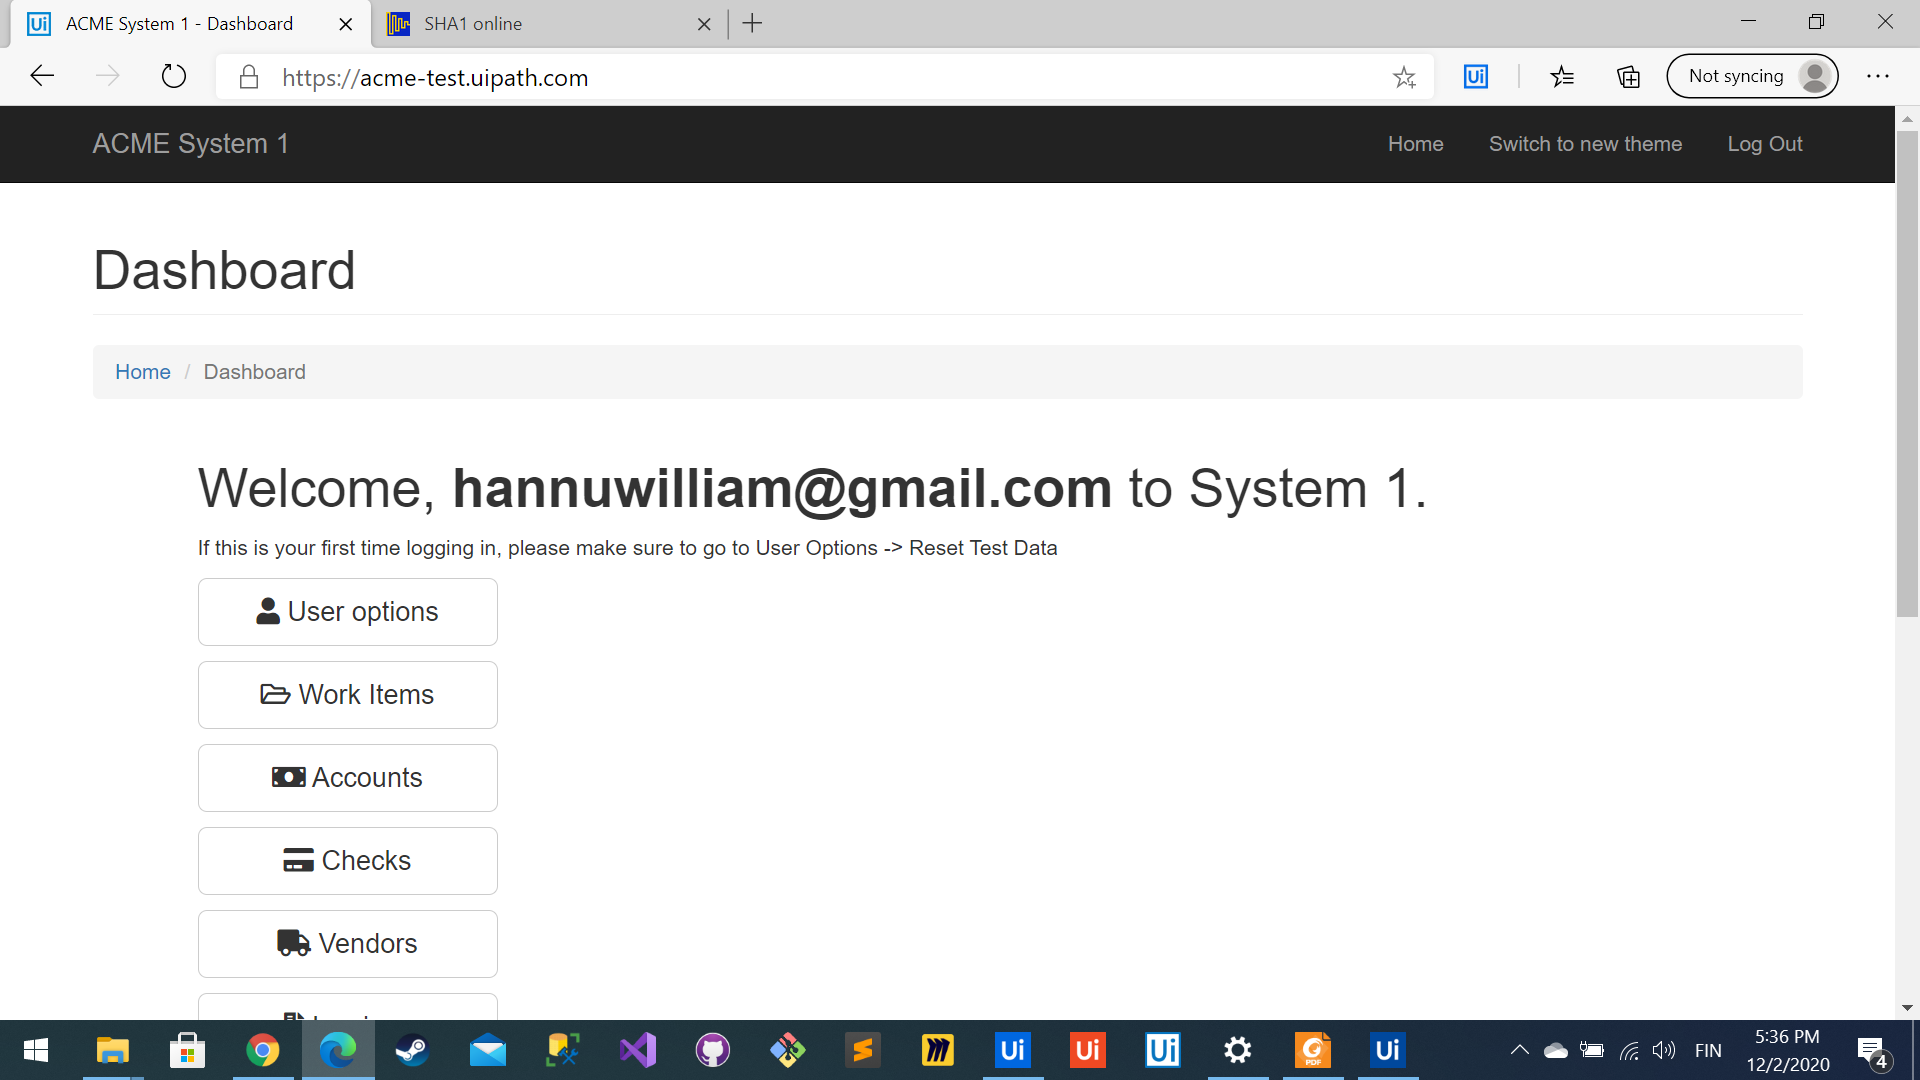 ACME System 1 - Dashboard
SHA1 online
https://acme-test.uipath.com
Not syncing
ACME System 1
Home
Switch to new theme
Log Out
Dashboard
Home / Dashboard
Welcome, hannuwilliam@gmail.com to System 1.
If this is your first time logging in, please make sure to go to User Options -> Reset Test Data
User options
Work Items
Accounts
Checks
Vendors
FIN
5:36 PM
12/2/2020
4